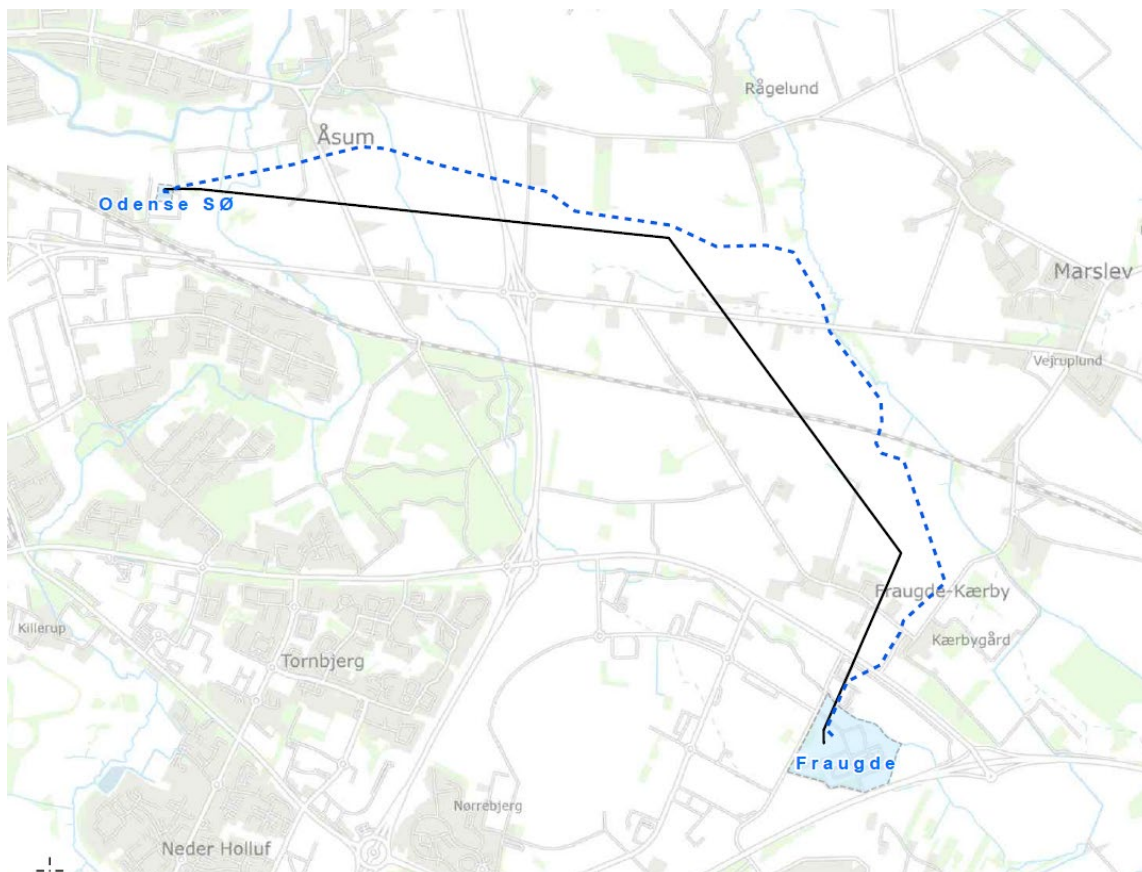 Rågelund
Åsum
Odense SØ
Marslev
Vejruplund
Fraugde-Kærby
Killerup
Kærbygård
Tornbjerg
Fraugde
Nørrebjerg
Neder Holluf